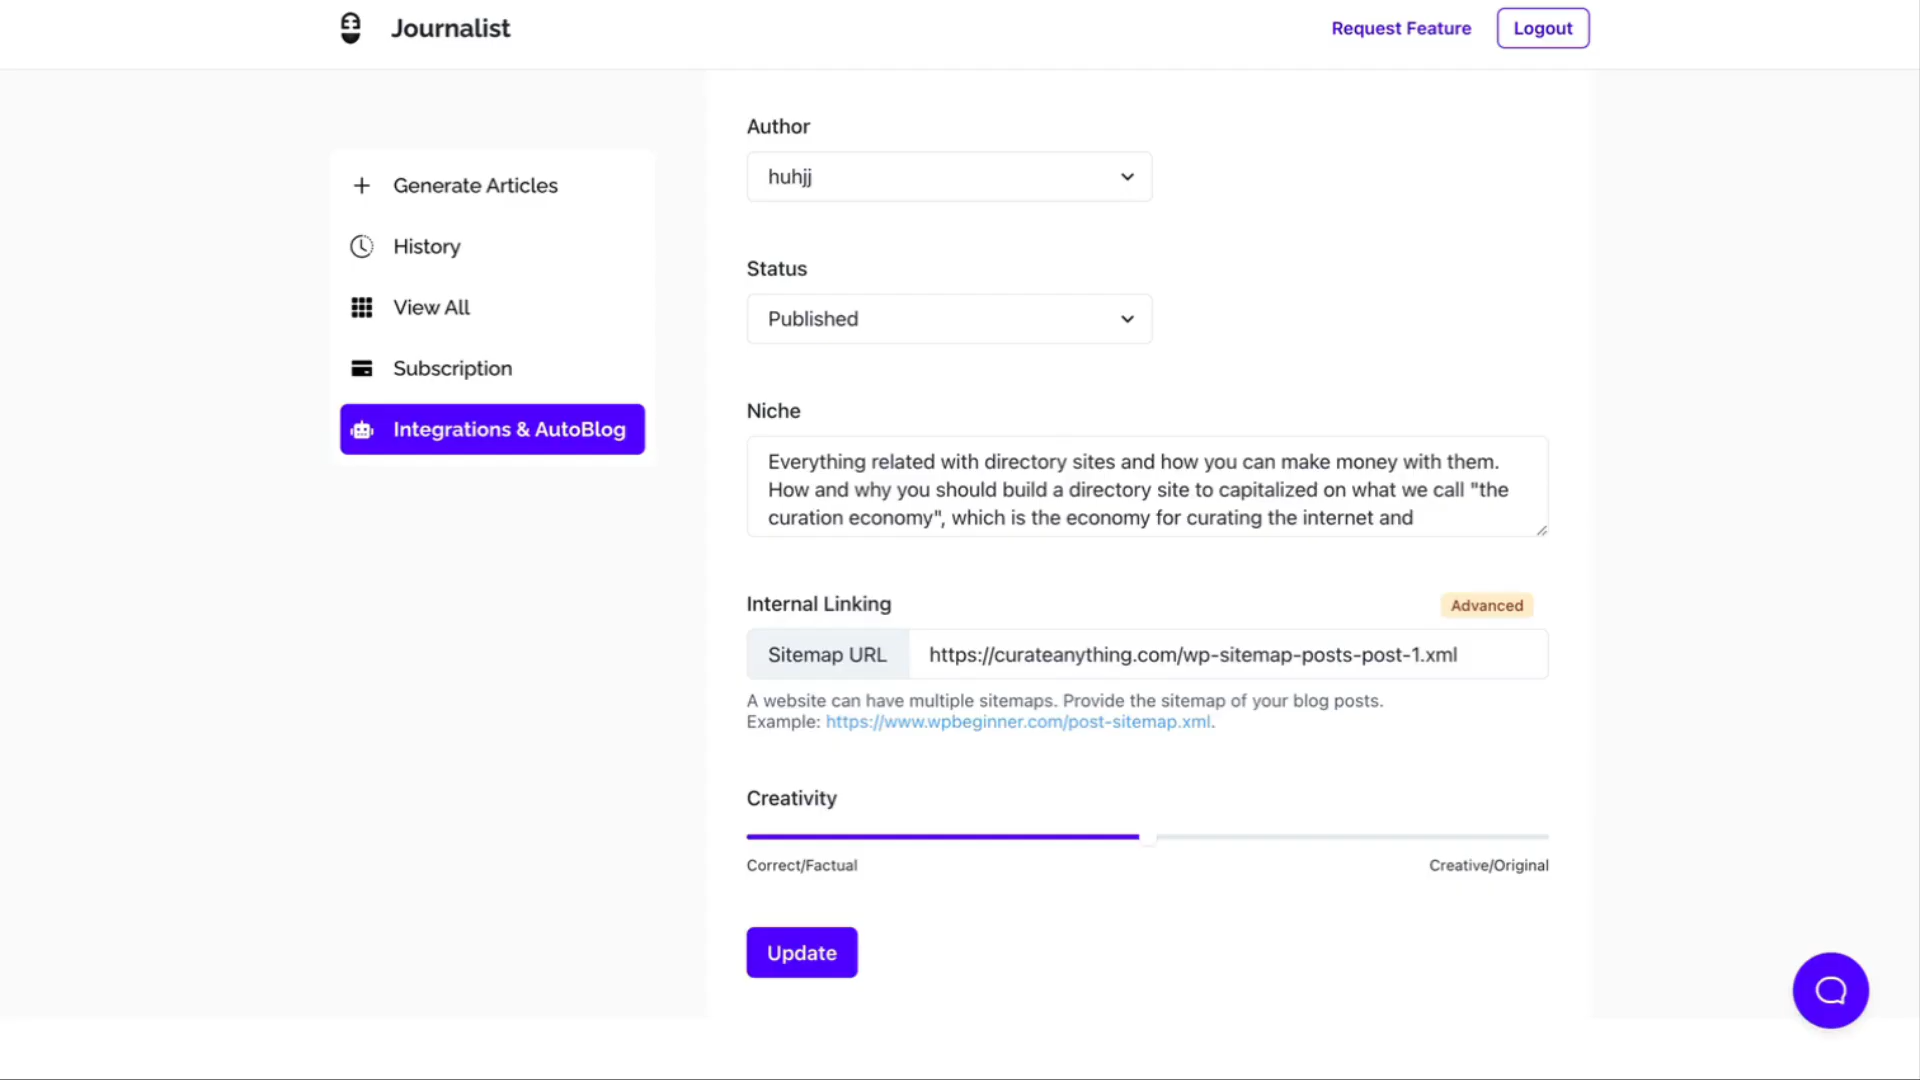 Journalist
Request Feature
Logout
Generate Articles
History
View All
Subscription
Integrations & AutoBlog
Author
huhjj
Status
Published
Niche
Everything related with directory sites and how you can make money with them.
How and why you should build a directory site to capitalized on what we call "the
curation economy", which is the economy for curating the internet and
Internal Linking
Advanced
Sitemap URL
https://curateanything.com/wp-sitemap-posts-post-1.xml
A website can have multiple sitemaps. Provide the sitemap of your blog posts.
Example: https://www.wpbeginner.com/post-sitemap.xml.
Creativity
Correct/Factual
Creative/Original
Update